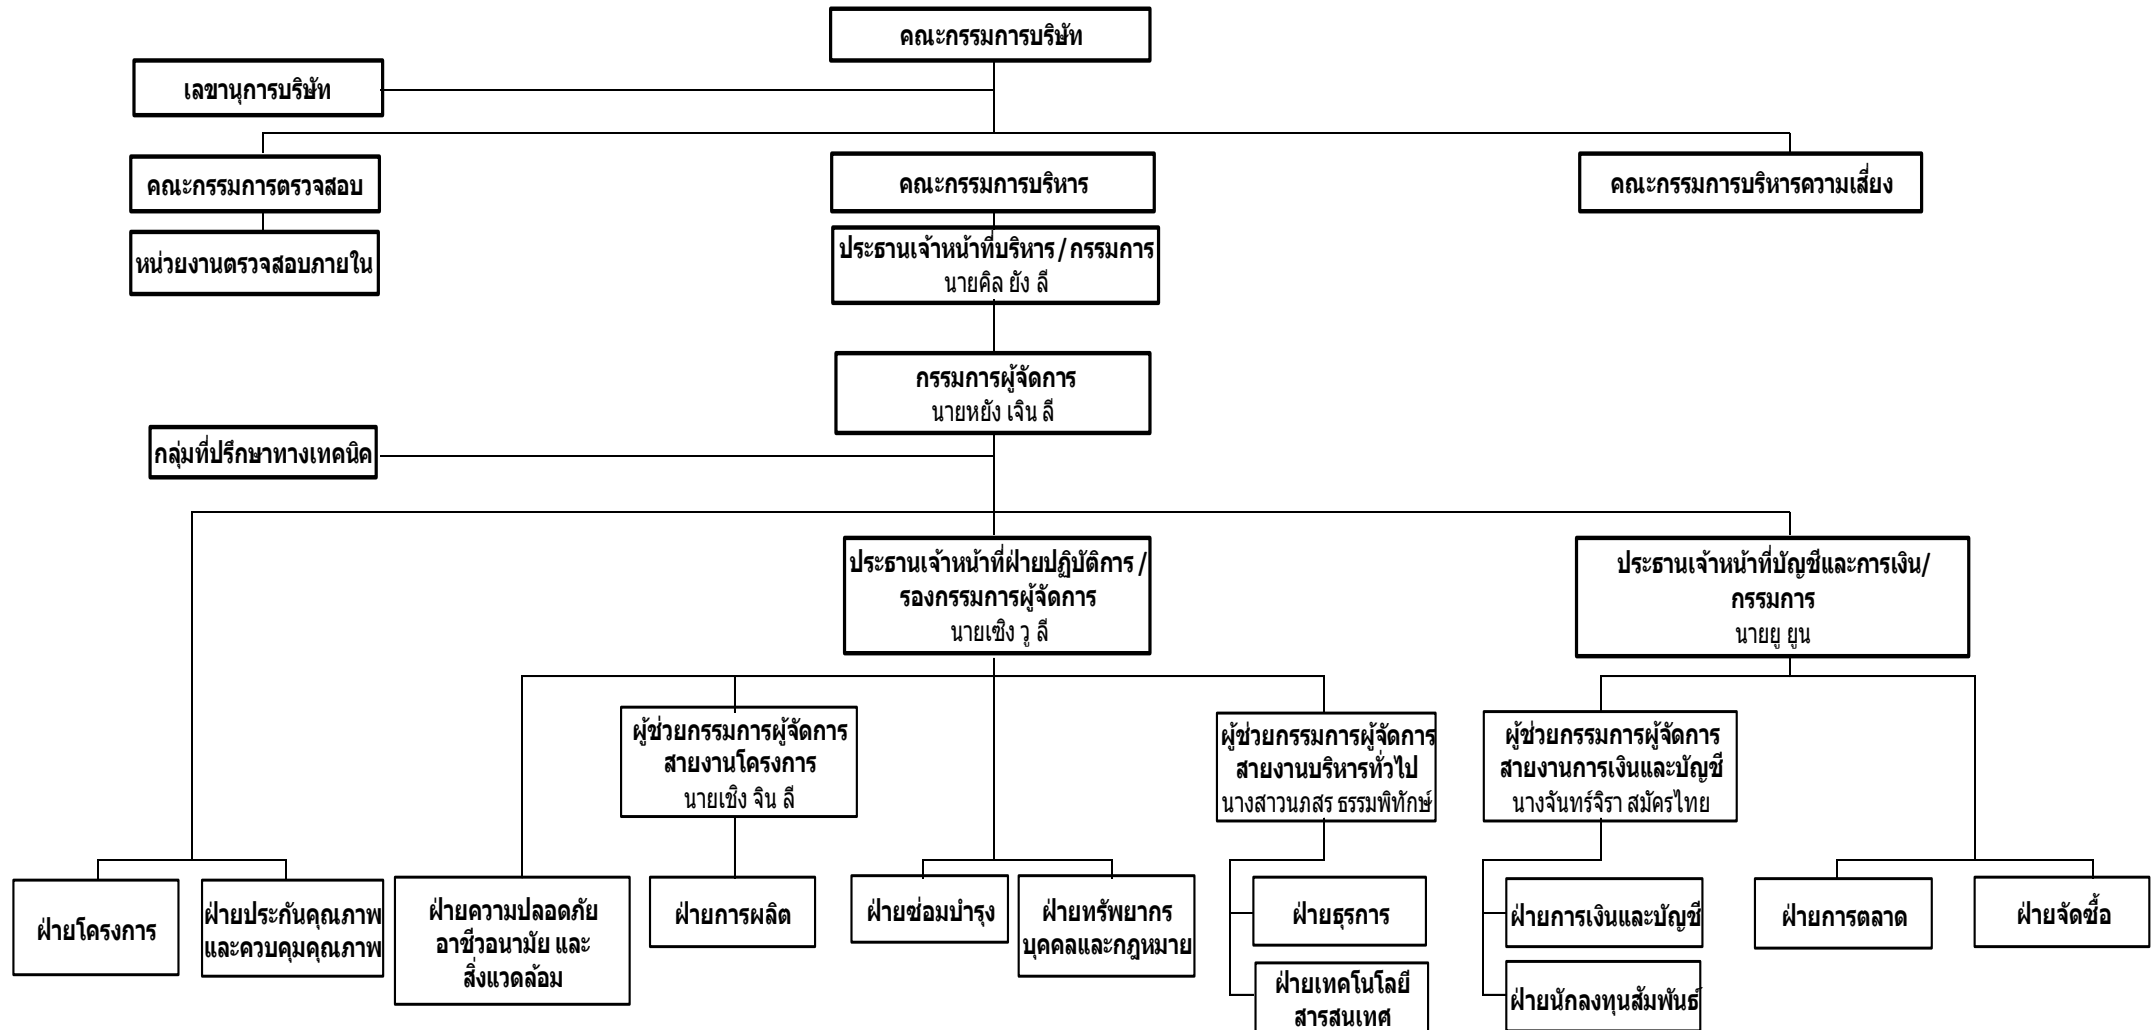 คณะกรรมการบริษัท
เลขานุการบริษัท
คณะกรรมการตรวจสอบ
คณะกรรมการบริหาร
คณะกรรมการบริหารความเสี่ยง
หน่วยงานตรวจสอบภายใน
ประธานเจ้าหน้าที่บริหาร / กรรมการ
นายคิล ยัง ลี
กรรมการผู้จัดการ
นายหยัง เจิน ลี
กลุ่มที่ปรึกษาทางเทคนิค
ประธานเจ้าหน้าที่ฝ่ายปฏิบัติการ /
รองกรรมการผู้จัดการ
นายเซิง วู ลี
ประธานเจ้าหน้าที่บัญชีและการเงิน/
กรรมการ
นายยู ยูน
ผู้ช่วยกรรมการผู้จัดการ
สายงานโครงการ
นายเชิง จิน ลี
ผู้ช่วยกรรมการผู้จัดการ
สายงานบริหารทั่วไป
นางสาวนภสร ธรรมพิทักษ์
ผู้ช่วยกรรมการผู้จัดการ
สายงานการเงินและบัญชี
นางจันทร์จิรา สมัครไทย
ฝ่ายโครงการ
ฝ่ายประกันคุณภาพ
และควบคุมคุณภาพ
ฝ่ายความปลอดภัย
อาชีวอนามัย และ
สิ่งแวดล้อม
ฝ่ายการผลิต
ฝ่ายซ่อมบำรุง
ฝ่ายทรัพยากร
บุคคลและกฎหมาย
ฝ่ายธุรการ
ฝ่ายเทคโนโลยี
สารสนเทศ
ฝ่ายการเงินและบัญชี
ฝ่ายนักลงทุนสัมพันธ์
ฝ่ายการตลาด
ฝ่ายจัดซื้อ